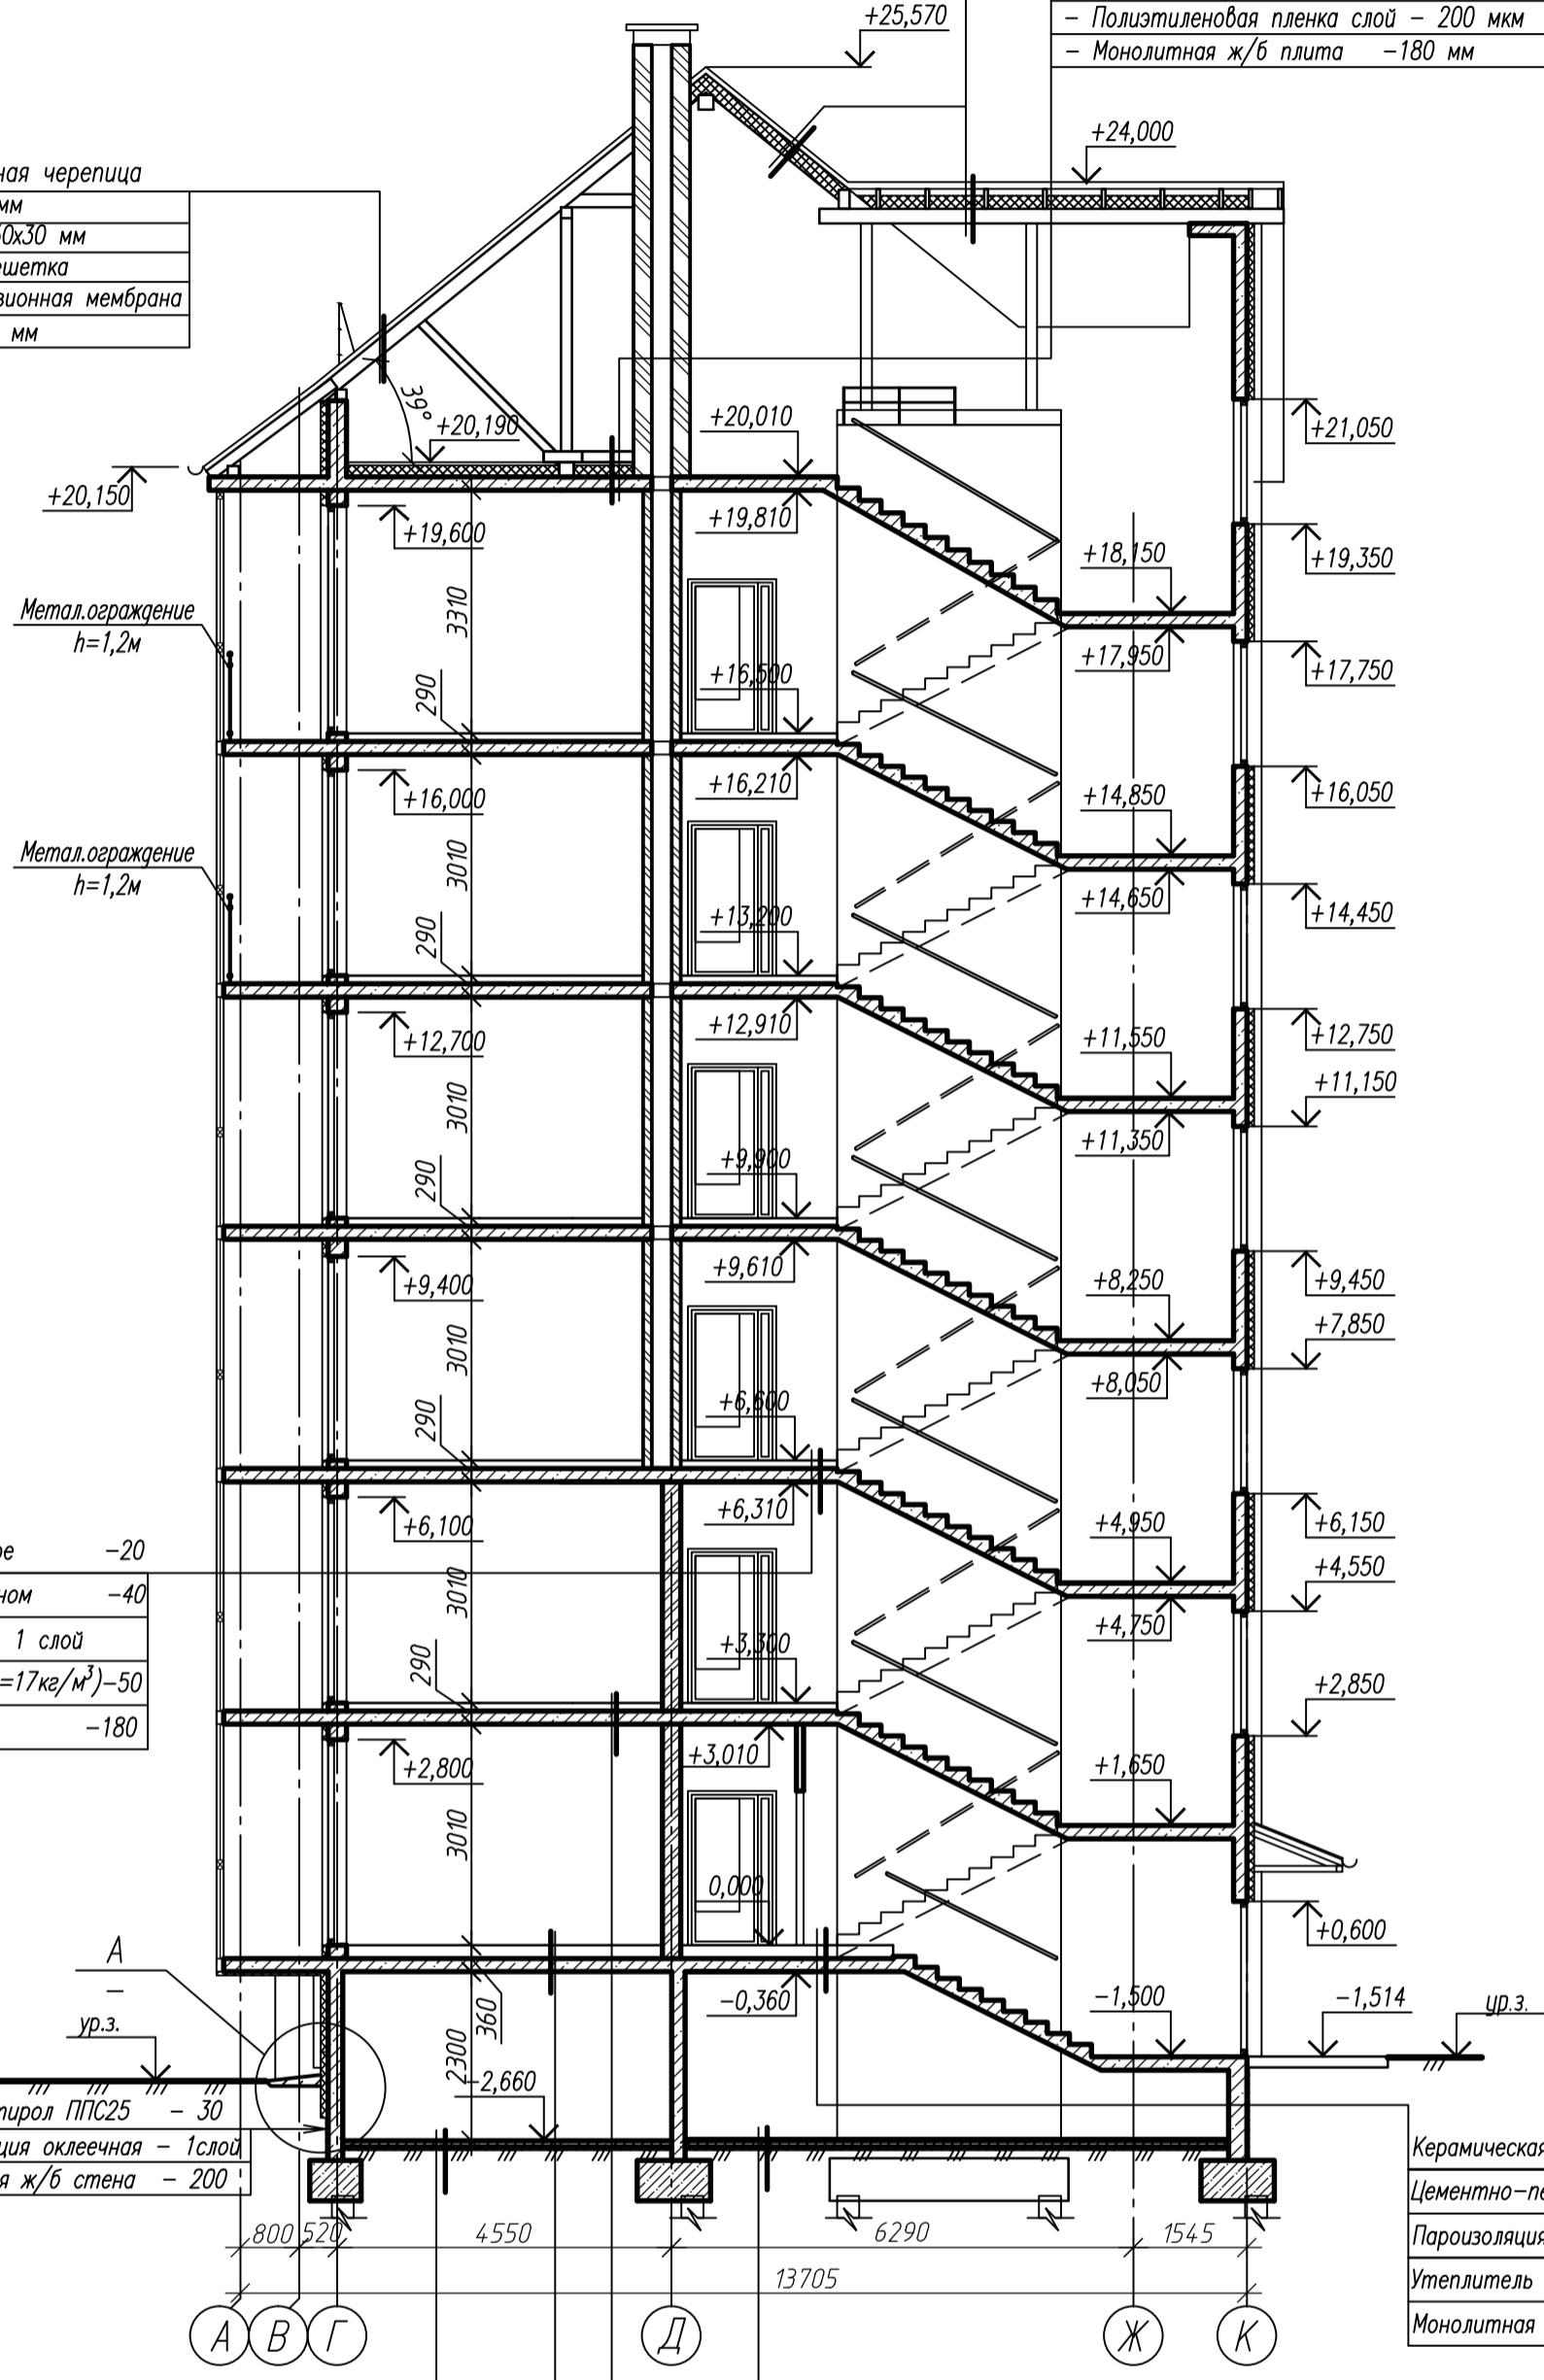 +25,570
- Полиэтиленовая пленка слой - 200 мкм
- Монолитная ж/б плита -180 мм
+24,000
ная черепица
мм
50х30 мм
ешетка
зионная мембрана
мм
39°
+20,190
+20,010
+21,050
+20,150
+19,600
+19,810
+18,150
+19,350
Метал.ограждение
h=1,2м
3310
+17,950
+17,750
290
+16,500
+16,000
+16,210
+14,850
+16,050
Метал.ограждение
h=1,2м
3010
+14,650
+14,450
290
+13,200
+12,700
+12,910
+11,550
+12,750
+11,150
3010
+11,350
290
+9,900
+9,400
+9,610
+8,250
+9,450
+7,850
3010
+8,050
290
+6,600
+6,100
+6,310
+4,950
+6,150
+4,550
ре -20
ном -40
1 слой
=17кг/м³)-50
-180
3010
+4,750
290
+3,300
+2,850
+2,800
+3,010
+1,650
3010
0,000
+0,600
А
-
ур.з.
360
-0,360
-1,500
-1,514
ур.з.
2300
-2,660
тирол ППС25 - 30
ция оклеечная - 1слой
я ж/б стена - 200
Керамическая
Цементно-пе
Пароизоляция
Утеплитель
Монолитная
800
520
4550
6290
1545
13705
А В Г Д Ж К